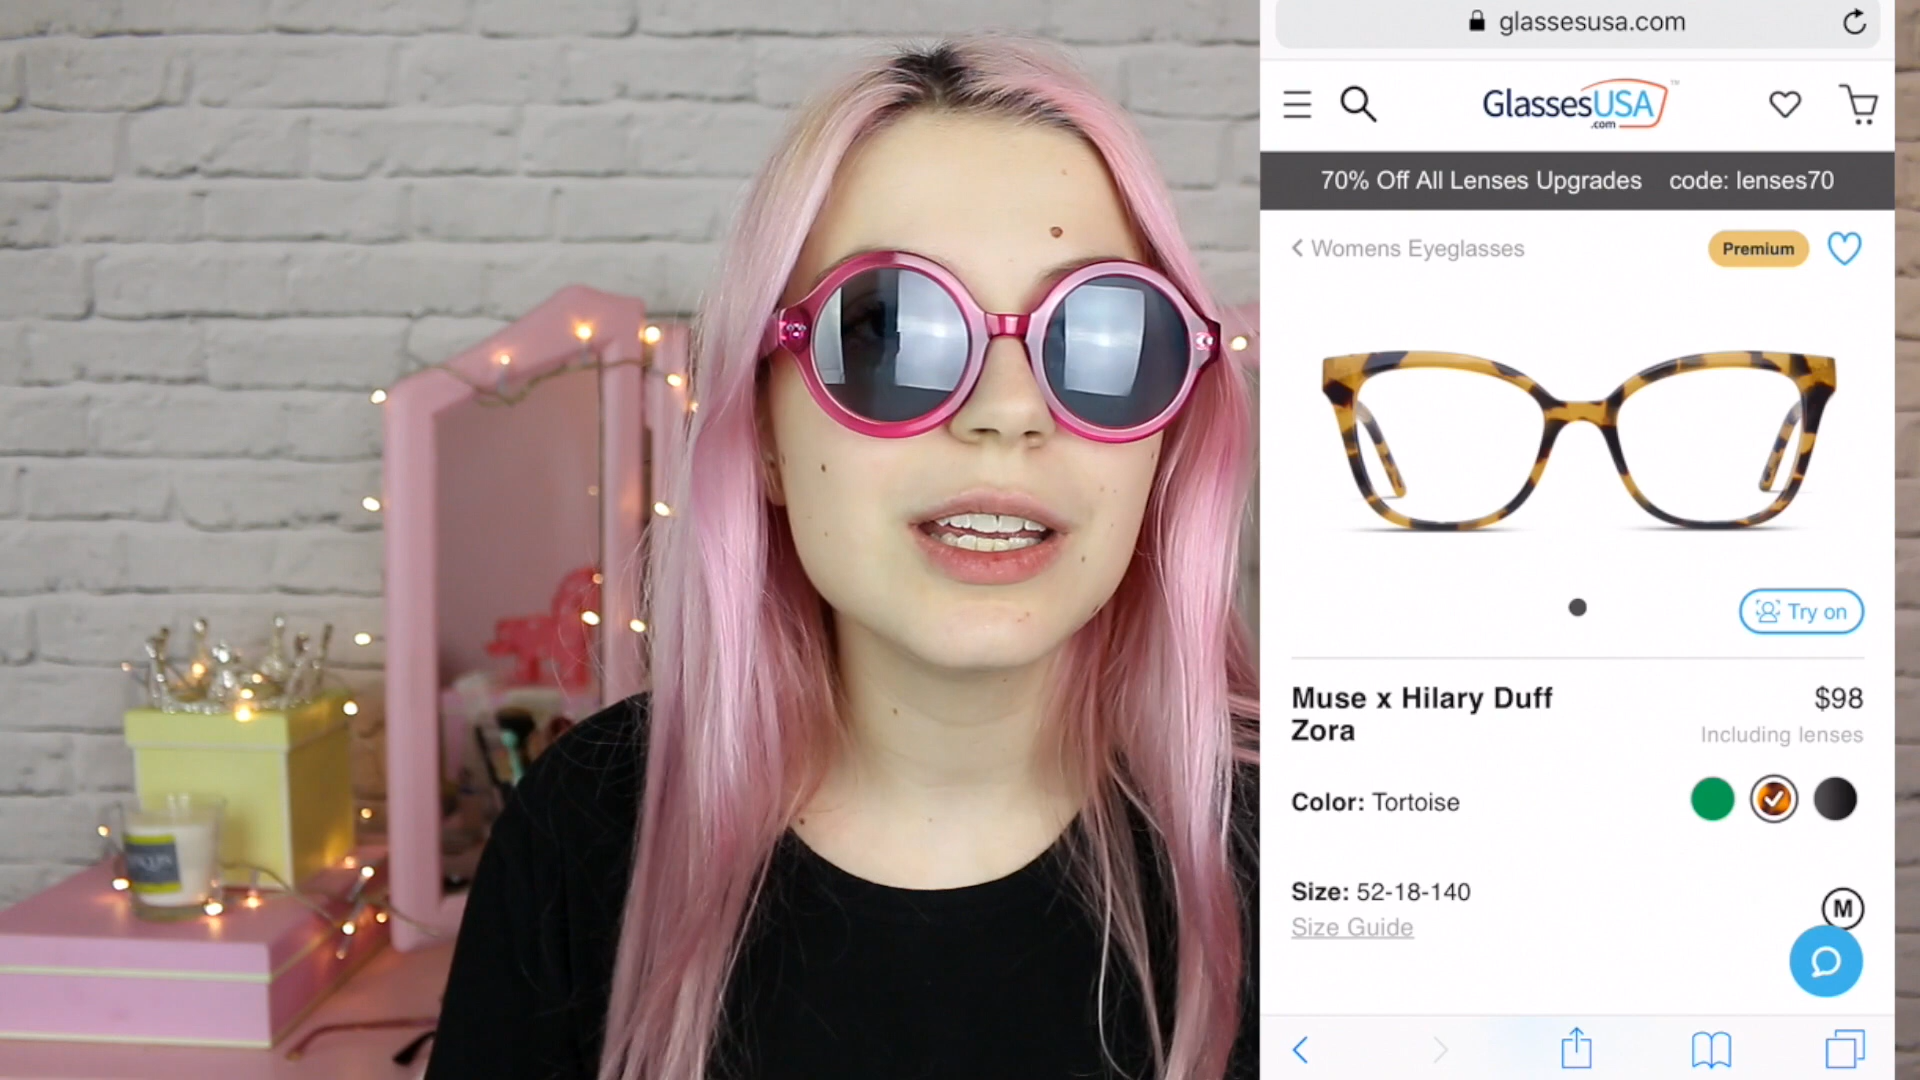 glassesusa.com
GlassesUSA™
.com
70% Off All Lenses Upgrades code: lenses70
Womens Eyeglasses
Premium
Try on
Muse x Hilary Duff
Zora
$98
Including lenses
Color: Tortoise
Size: 52-18-140
Size Guide
M